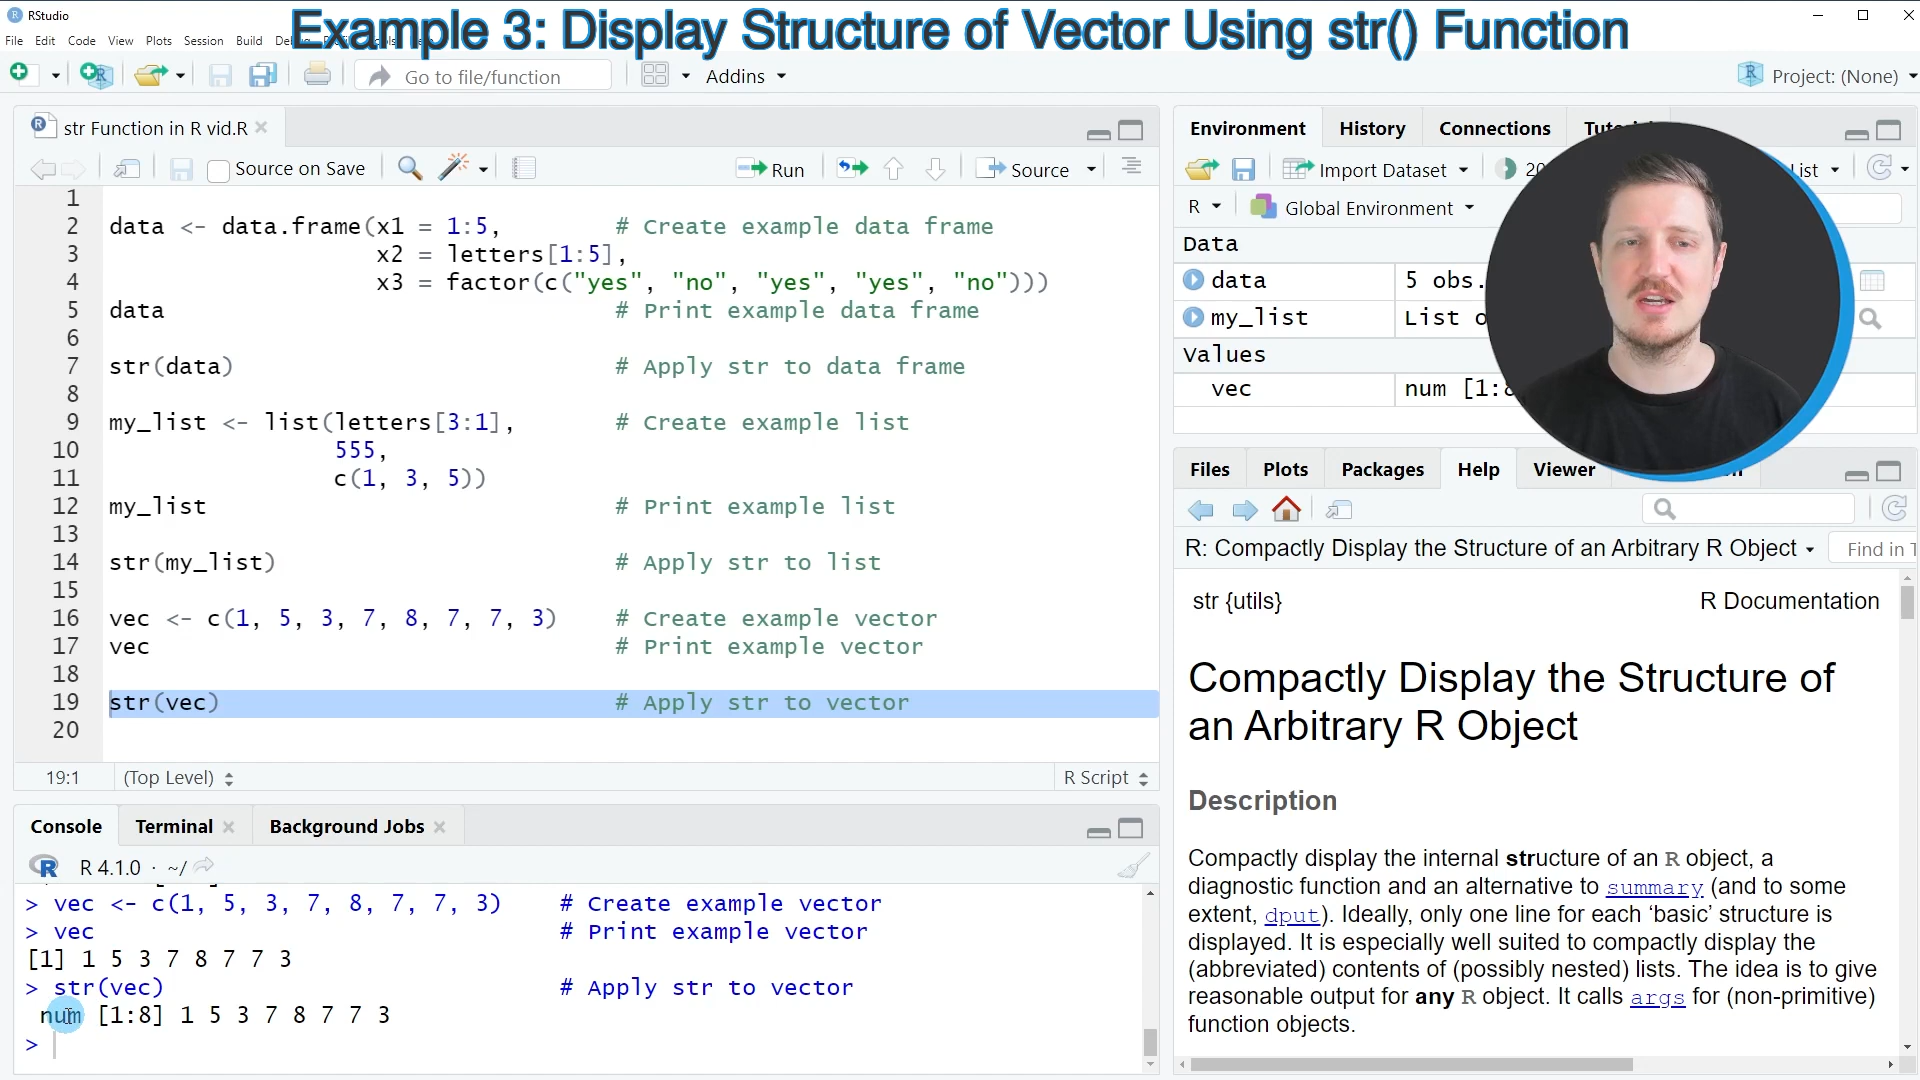 RStudio
Example 3: Display Structure of Vector Using str() Function
File Edit Code View Plots Session Build
Go to file/function
Addins
Project: (None)
str Function in R vid.R
Source on Save
Run
Source
1
2 data <- data.frame(x1 = 1:5, # Create example data frame
3 x2 = letters[1:5],
4 x3 = factor(c("yes", "no", "yes", "yes", "no")))
5 data # Print example data frame
6
7 str(data) # Apply str to data frame
8
9 my_list <- list(letters[3:1], # Create example list
10 555,
11 c(1, 3, 5))
12 my_list # Print example list
13
14 str(my_list) # Apply str to list
15
16 vec <- c(1, 5, 3, 7, 8, 7, 7, 3) # Create example vector
17 vec # Print example vector
18
19 str(vec) # Apply str to vector
20
19:1 (Top Level) R Script
Console Terminal Background Jobs
R 4.1.0 · ~/
> vec <- c(1, 5, 3, 7, 8, 7, 7, 3) # Create example vector
> vec # Print example vector
[1] 1 5 3 7 8 7 7 3
> str(vec) # Apply str to vector
num [1:8] 1 5 3 7 8 7 7 3
>
Environment History Connections
Import Dataset
R Global Environment
Data
data 5 obs.
my_list List o
Values
vec num [1:8
Files Plots Packages Help Viewer
R: Compactly Display the Structure of an Arbitrary R Object Find in T
str {utils} R Documentation
Compactly Display the Structure of
an Arbitrary R Object
Description
Compactly display the internal structure of an R object, a
diagnostic function and an alternative to summary (and to some
extent, dput). Ideally, only one line for each ‘basic’ structure is
displayed. It is especially well suited to compactly display the
(abbreviated) contents of (possibly nested) lists. The idea is to give
reasonable output for any R object. It calls args for (non-primitive)
function objects.